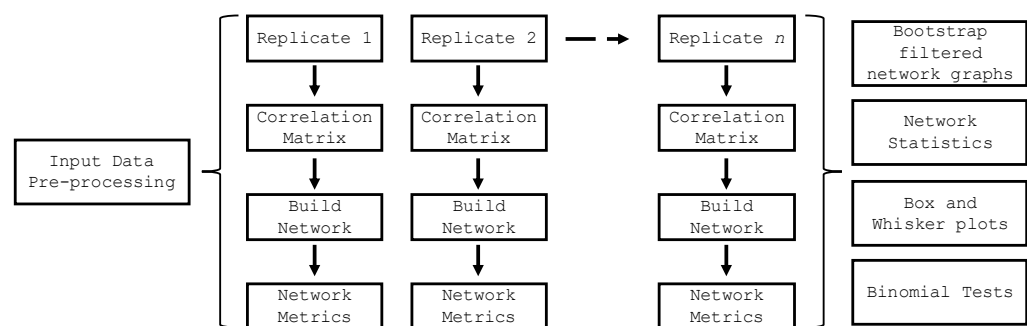 Input Data
Pre-processing
Replicate 1
Correlation
Matrix
Build
Network
Network
Metrics
Replicate 2
Correlation
Matrix
Build
Network
Network
Metrics
Replicate n
Correlation
Matrix
Build
Network
Network
Metrics
Bootstrap
filtered
network graphs
Network
Statistics
Box and
Whisker plots
Binomial Tests